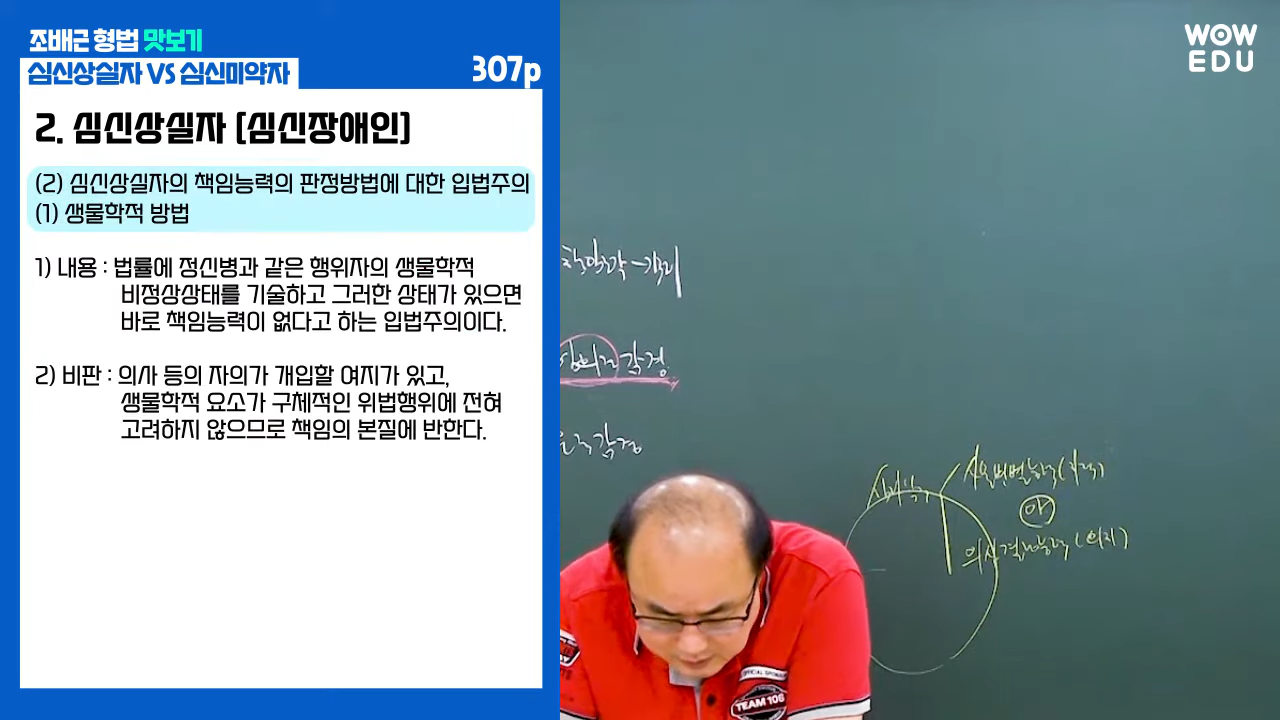 조배근 형법 맛보기
심신상실자 VS 심신미약자
307p
WOW
EDU
2. 심신상실자 [심신장애인]
(2) 심신상실자의 책임능력의 판정방법에 대한 입법주의
(1) 생물학적 방법
1) 내용 : 법률에 정신병과 같은 행위자의 생물학적
비정상상태를 기술하고 그러한 상태가 있으면
바로 책임능력이 없다고 하는 입법주의이다.
2) 비판 : 의사 등의 자의가 개입할 여지가 있고,
생물학적 요소가 구체적인 위법행위에 전혀
고려하지 않으므로 책임의 본질에 반한다.
감경
감경
OFFICIAL SPONSOR
TEAM 106